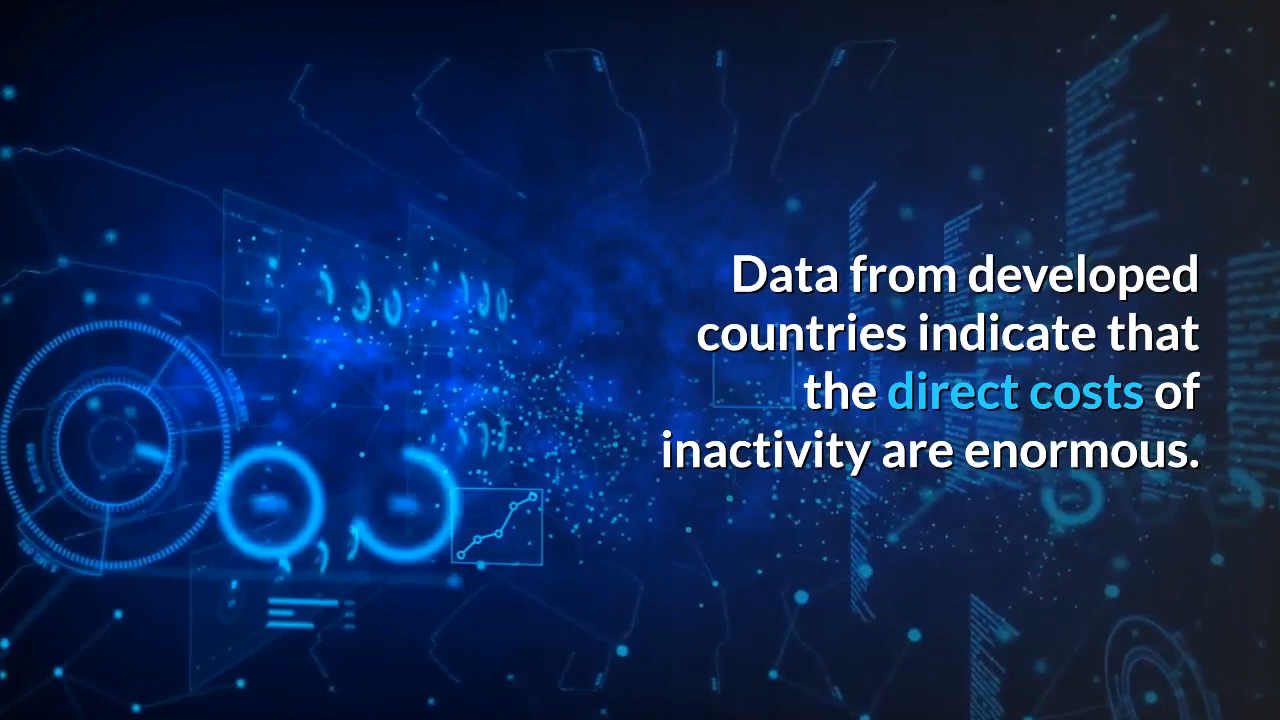 Data from developed
countries indicate that
the direct costs of
inactivity are enormous.